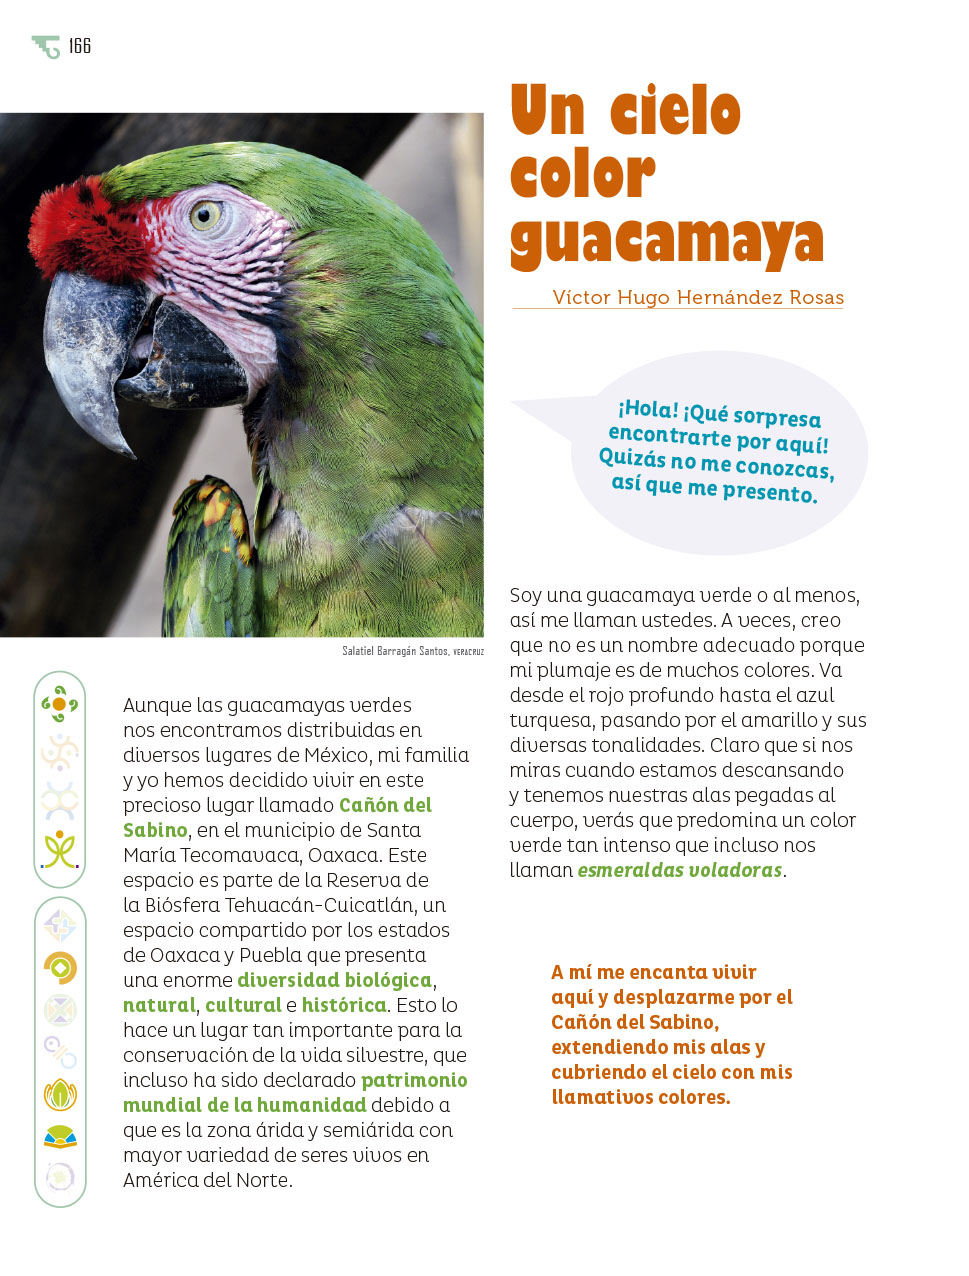 166
Un cielo
color
guacamaya
Víctor Hugo Hernández Rosas
¡Hola! ¡Qué sorpresa
encontrarte por aquí!
Quizás no me conozcas,
así que me presento.
Soy una guacamaya verde o al menos,
así me llaman ustedes. A veces, creo
que no es un nombre adecuado porque
mi plumaje es de muchos colores. Va
desde el rojo profundo hasta el azul
turquesa, pasando por el amarillo y sus
diversas tonalidades. Claro que si nos
miras cuando estamos descansando
y tenemos nuestras alas pegadas al
cuerpo, verás que predomina un color
verde tan intenso que incluso nos
llaman esmeraldas voladoras.
Salatiel Barragán Santos, VERACRUZ
Aunque las guacamayas verdes
nos encontramos distribuidas en
diversos lugares de México, mi familia
y yo hemos decidido vivir en este
precioso lugar llamado Cañón del
Sabino, en el municipio de Santa
María Tecomavaca, Oaxaca. Este
espacio es parte de la Reserva de
la Biósfera Tehuacán-Cuicatlán, un
espacio compartido por los estados
de Oaxaca y Puebla que presenta
una enorme diversidad biológica,
natural, cultural e histórica. Esto lo
hace un lugar tan importante para la
conservación de la vida silvestre, que
incluso ha sido declarado patrimonio
mundial de la humanidad debido a
que es la zona árida y semiárida con
mayor variedad de seres vivos en
América del Norte.
A mí me encanta vivir
aquí y desplazarme por el
Cañón del Sabino,
extendiendo mis alas y
cubriendo el cielo con mis
llamativos colores.